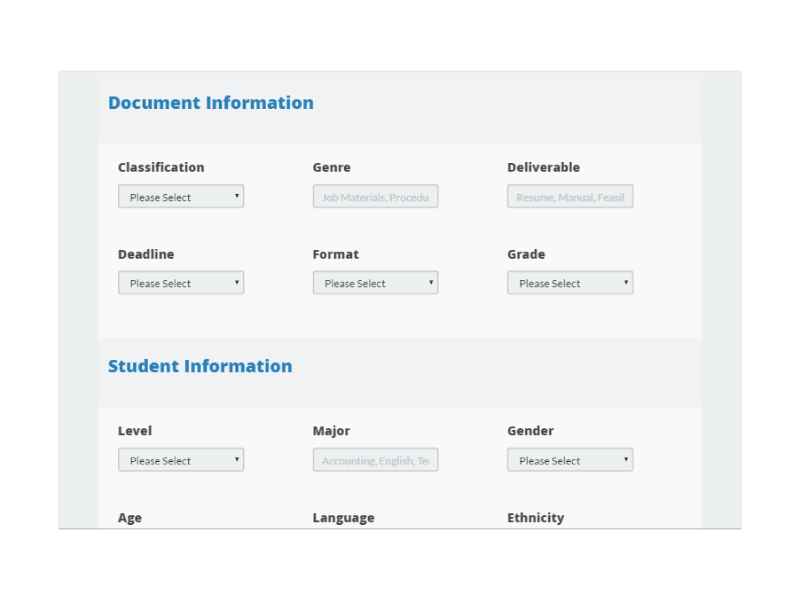 Document Information
Classification Genre Deliverable
Please Select Job Materials, Procedu Resume, Manual, Feasil
Deadline Format Grade
Please Select Please Select Please Select
Student Information
Level Major Gender
Please Select Accounting, English, Te Please Select
Age Language Ethnicity